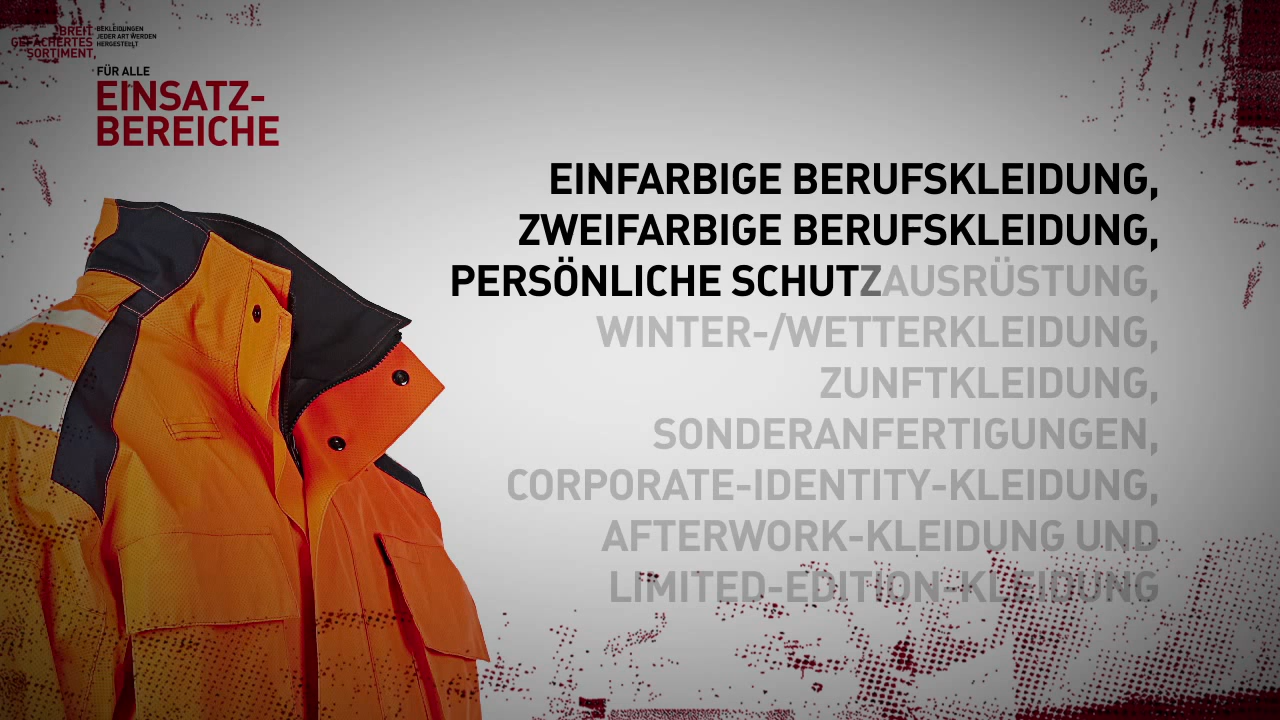 BREIT
GEFÄCHERTES
SORTIMENT,
BEKLEIDUNGEN
JEDER ART WERDEN
HERGESTELLT
FÜR ALLE
EINSATZ-
BEREICHE
EINFARBIGE BERUFSKLEIDUNG,
ZWEIFARBIGE BERUFSKLEIDUNG,
PERSÖNLICHE SCHUTZAUSRÜSTUNG,
WINTER-/WETTERKLEIDUNG,
ZUNFTKLEIDUNG,
SONDERANFERTIGUNGEN,
CORPORATE-IDENTITY-KLEIDUNG,
AFTERWORK-KLEIDUNG UND
LIMITED-EDITION-KLEIDUNG